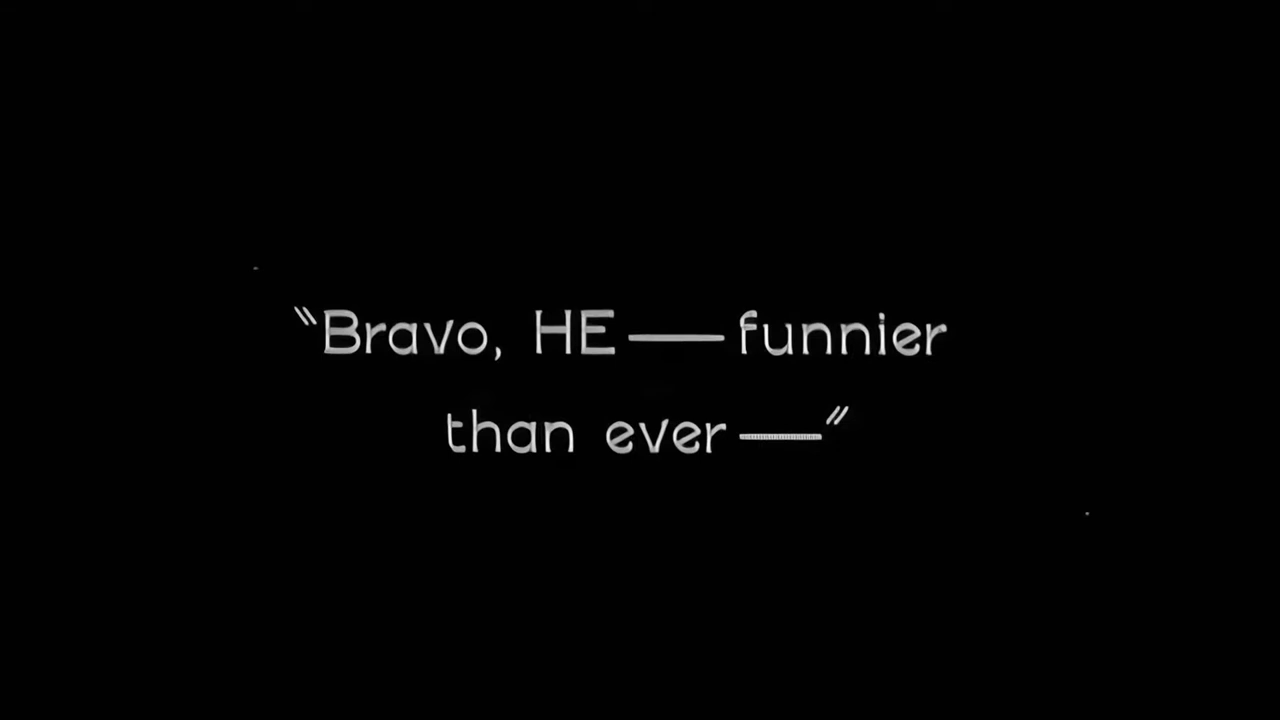 "Bravo, HE — funnier
than ever —"